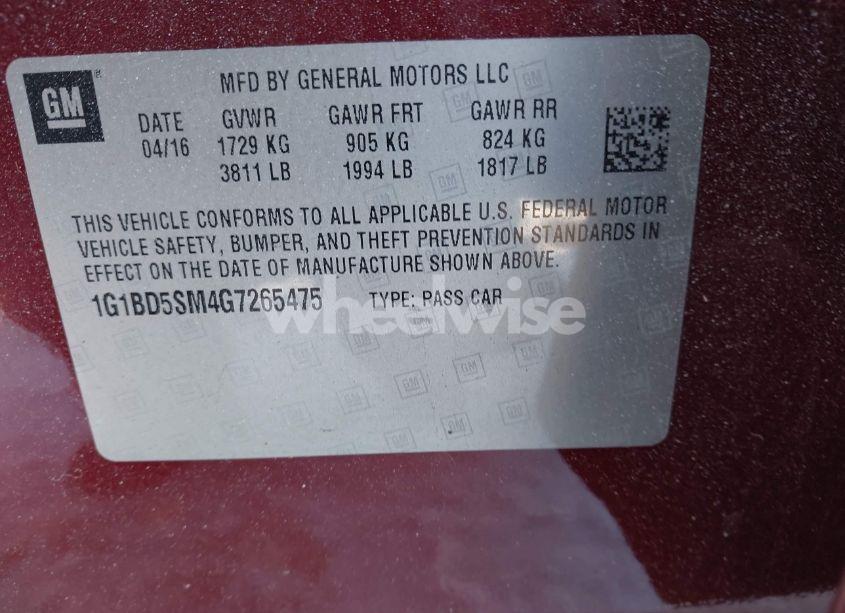 GM
MFD BY GENERAL MOTORS LLC
DATE GVWR GAWR FRT GAWR RR
04/16 1729 KG 905 KG 824 KG
3811 LB 1994 LB 1817 LB
THIS VEHICLE CONFORMS TO ALL APPLICABLE U.S. FEDERAL MOTOR
VEHICLE SAFETY, BUMPER, AND THEFT PREVENTION STANDARDS IN
EFFECT ON THE DATE OF MANUFACTURE SHOWN ABOVE.
1G1BD5SM4G7265475 TYPE: PASS CAR
wheelwise